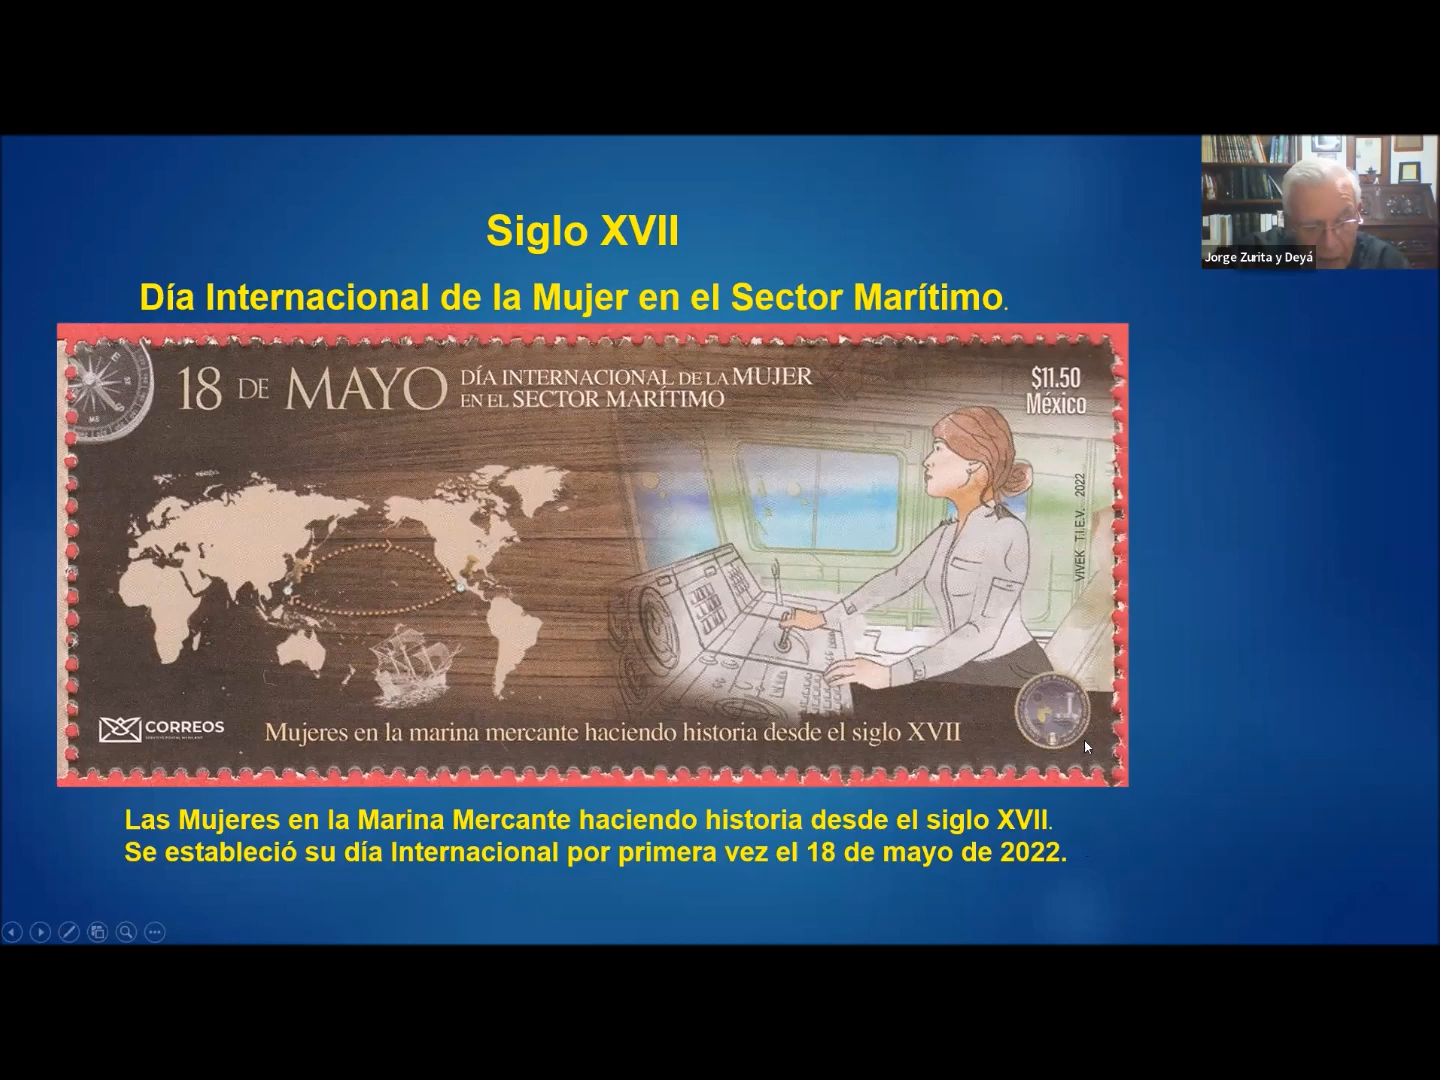 Siglo XVII
Jorge Zurita y Deyá
Día Internacional de la Mujer en el Sector Marítimo.
18 DE MAYO
DÍA INTERNACIONAL DE LA MUJER
EN EL SECTOR MARÍTIMO
$11.50
México
VIVEK T.I.E.V. 2022
CORREOS
Mujeres en la marina mercante haciendo historia desde el siglo XVII
Las Mujeres en la Marina Mercante haciendo historia desde el siglo XVII.
Se estableció su día Internacional por primera vez el 18 de mayo de 2022.